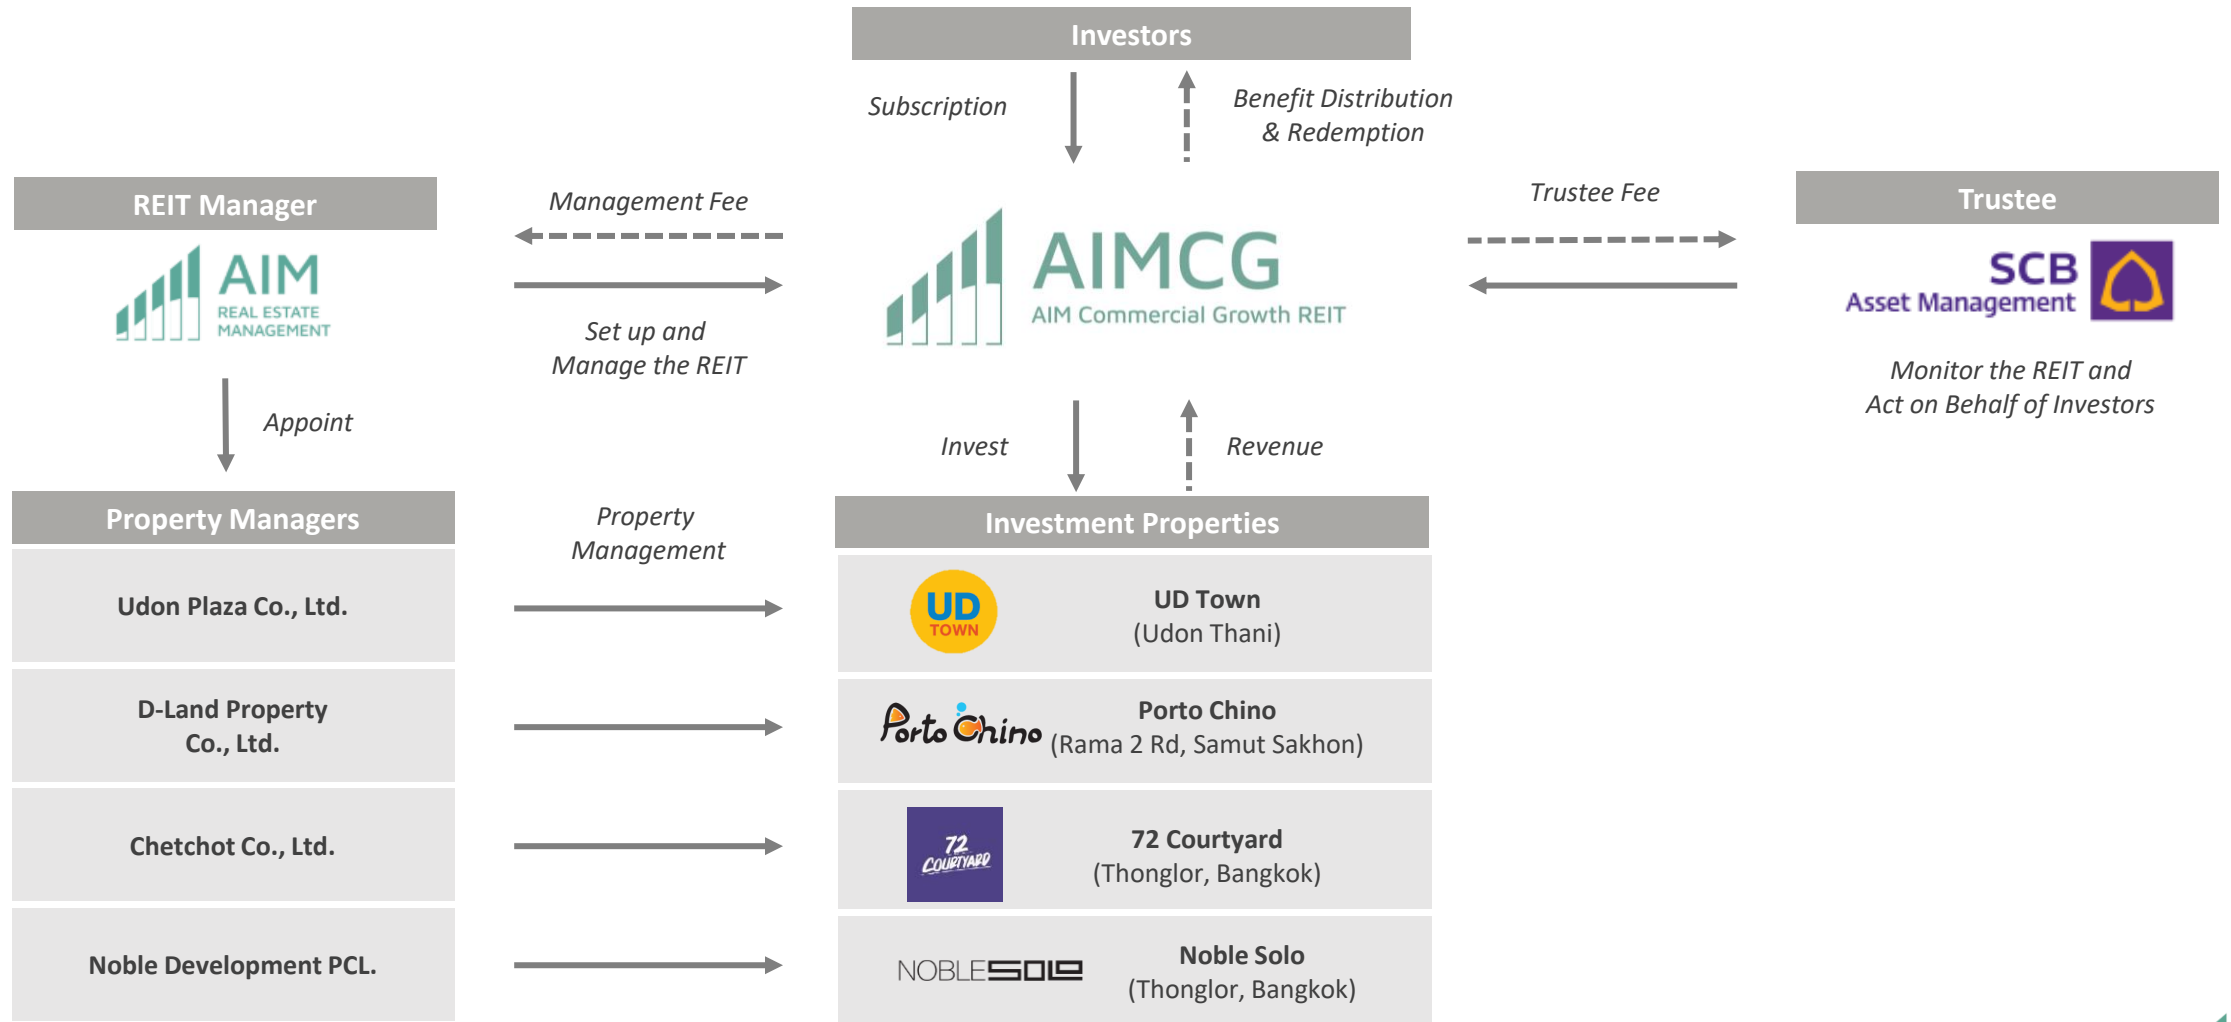 Investors
Subscription
Benefit Distribution
& Redemption
REIT Manager
AIM
REAL ESTATE
MANAGEMENT
Management Fee
Set up and
Manage the REIT
AIMCG
AIM Commercial Growth REIT
Trustee Fee
Trustee
SCB
Asset Management
Monitor the REIT and
Act on Behalf of Investors
Appoint
Invest
Revenue
Property Managers
Property
Management
Investment Properties
Udon Plaza Co., Ltd.
UD
TOWN
UD Town
(Udon Thani)
D-Land Property
Co., Ltd.
Porto Chino
Porto Chino
(Rama 2 Rd, Samut Sakhon)
Chetchot Co., Ltd.
72
COURTYARD
72 Courtyard
(Thonglor, Bangkok)
Noble Development PCL.
NOBLE SOLO
Noble Solo
(Thonglor, Bangkok)